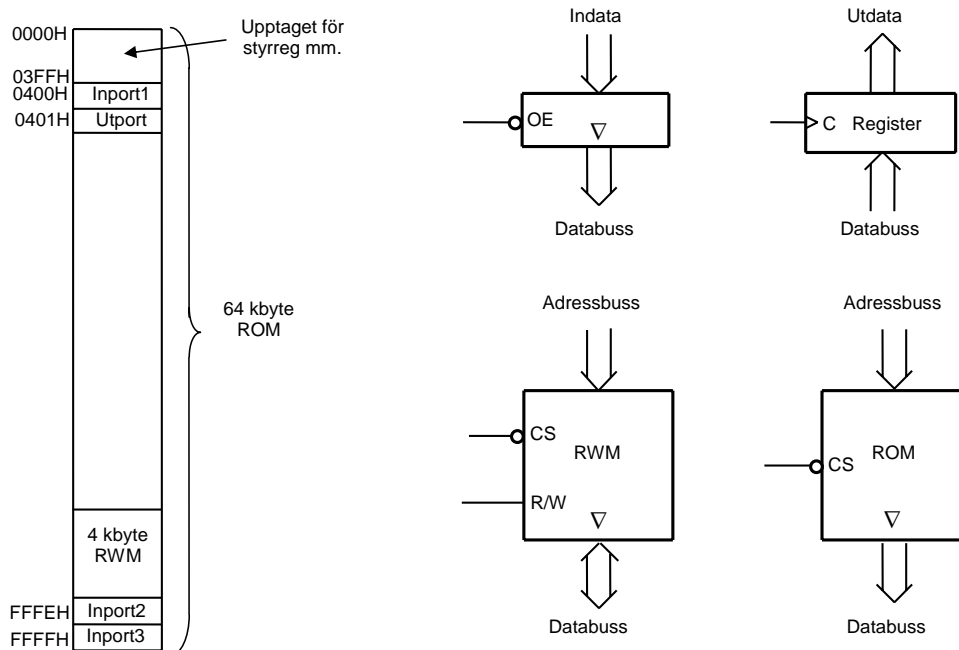 0000H
Upptaget för
styrreg mm.
03FFH
0400H
Inport1
0401H
Utport
64 kbyte
ROM
4 kbyte
RWM
FFFEH
Inport2
FFFFH
Inport3
Indata
OE
∇
Databuss
Utdata
C Register
Databuss
Adressbuss
CS
RWM
R/W
∇
Databuss
Adressbuss
CS
ROM
∇
Databuss